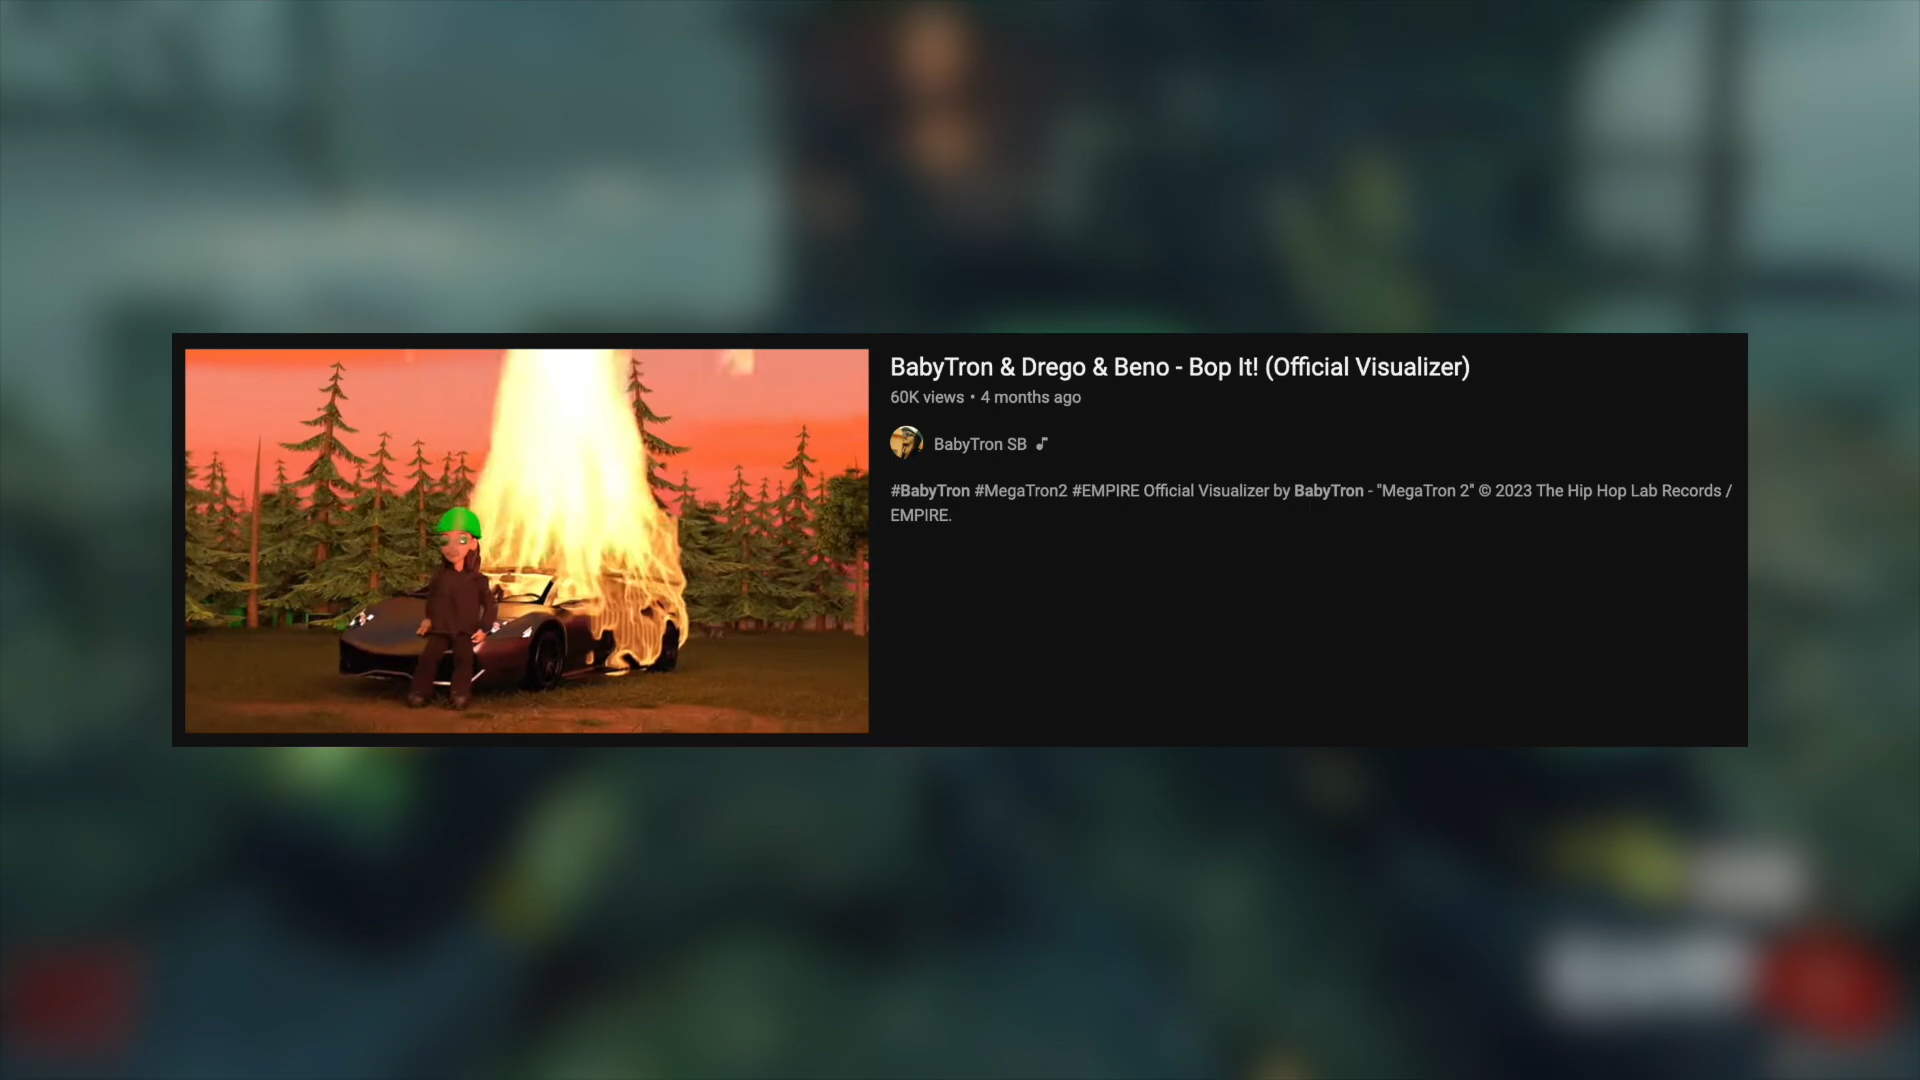 BabyTron & Drego & Beno - Bop It! (Official Visualizer)
60K views • 4 months ago
BabyTron SB
#BabyTron #MegaTron2 #EMPIRE Official Visualizer by BabyTron - "MegaTron 2" © 2023 The Hip Hop Lab Records /
EMPIRE.